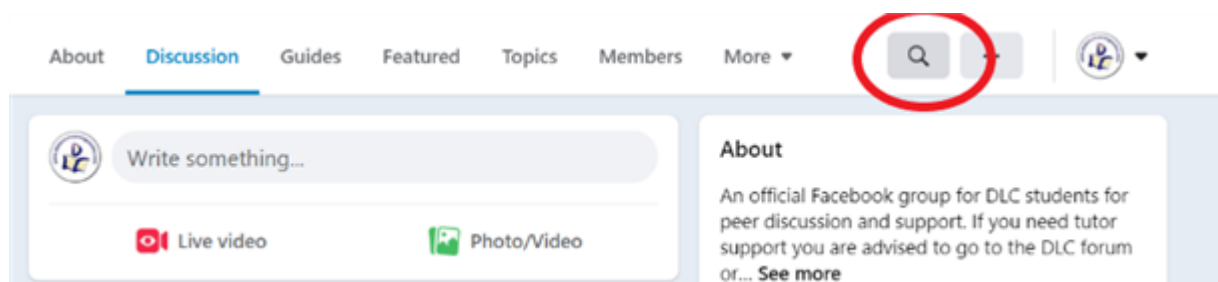 About Discussion Guides Featured Topics Members More
Write something...
Live video Photo/Video
About
An official Facebook group for DLC students for
peer discussion and support. If you need tutor
support you are advised to go to the DLC forum
or... See more